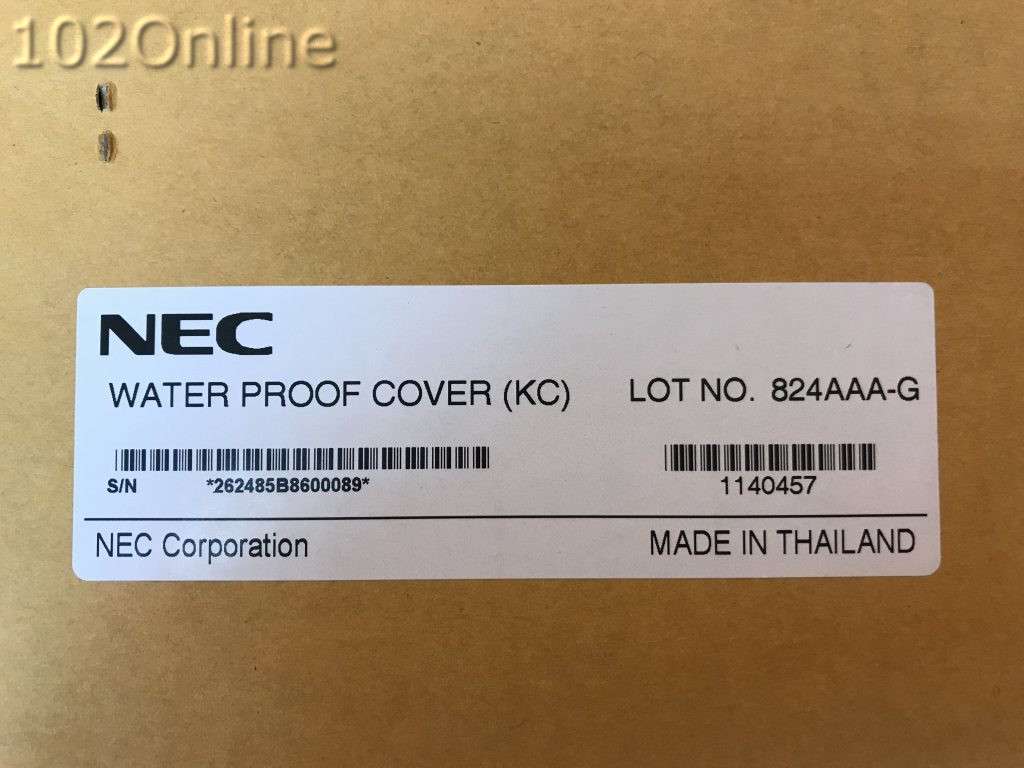 102Online
NEC
WATER PROOF COVER (KC) LOT NO. 824AAA-G
S/N *262485B8600089* 1140457
NEC Corporation MADE IN THAILAND